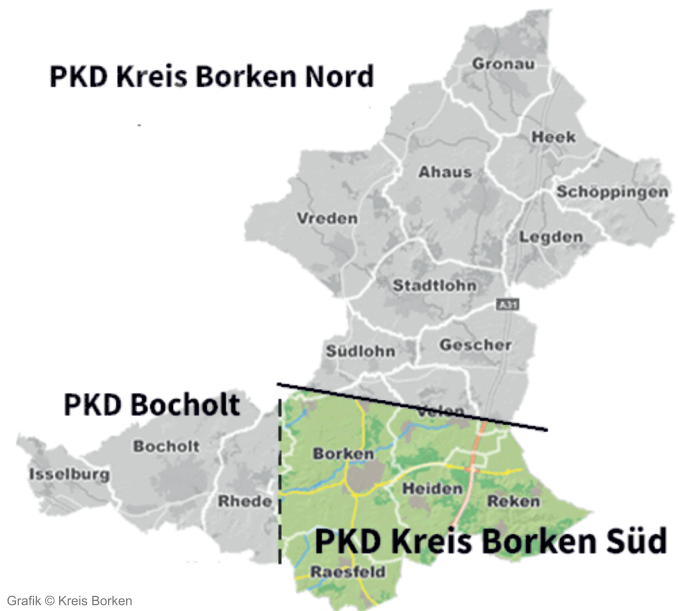 Gronau
PKD Kreis Borken Nord
Heek
Ahaus
Schöppingen
Vreden
Legden
Stadtlohn
A31
Südlohn
Gescher
PKD Bocholt
Velen
Bocholt
Borken
Isselburg
Heiden
Rhede
Reken
PKD Kreis Borken Süd
Raesfeld
Grafik © Kreis Borken